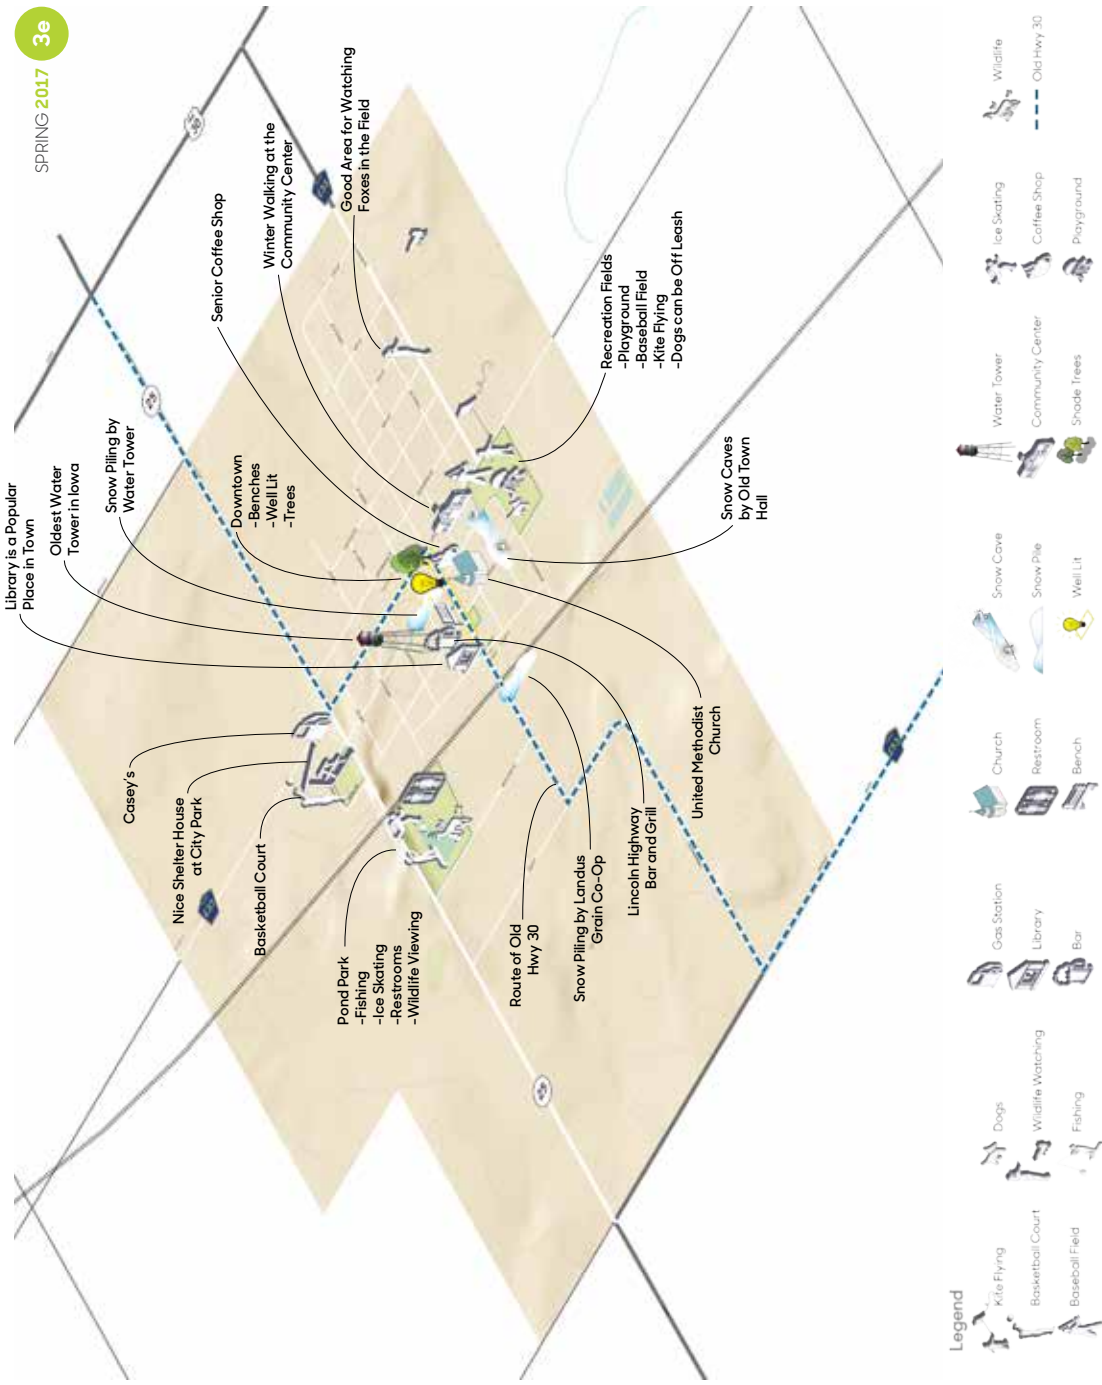 SPRING 2017
3e
Library is a Popular
Place in Town
Oldest Water
Tower in Iowa
Snow Piling by
Water Tower
Downtown
-Benches
-Well Lit
-Trees
Senior Coffee Shop
Winter Walking at the
Community Center
Good Area for Watching
Foxes in the Field
Casey's
Nice Shelter House
at City Park
Basketball Court
Pond Park
-Fishing
-Ice Skating
-Restrooms
-Wildlife Viewing
Route of Old
Hwy 30
Snow Piling by Landus
Grain Co-Op
Lincoln Highway
Bar and Grill
United Methodist
Church
Snow Caves
by Old Town
Hall
Recreation Fields
-Playground
-Baseball Field
-Kite Flying
-Dogs can be Off Leash
Legend
Kite Flying
Basketball Court
Baseball Field
Dogs
Wildlife Watching
Fishing
Gas Station
Library
Bar
Church
Restroom
Bench
Snow Cave
Snow Pile
Well Lit
Water Tower
Community Center
Shade Trees
Ice Skating
Coffee Shop
Playground
Wildlife
Old Hwy 30